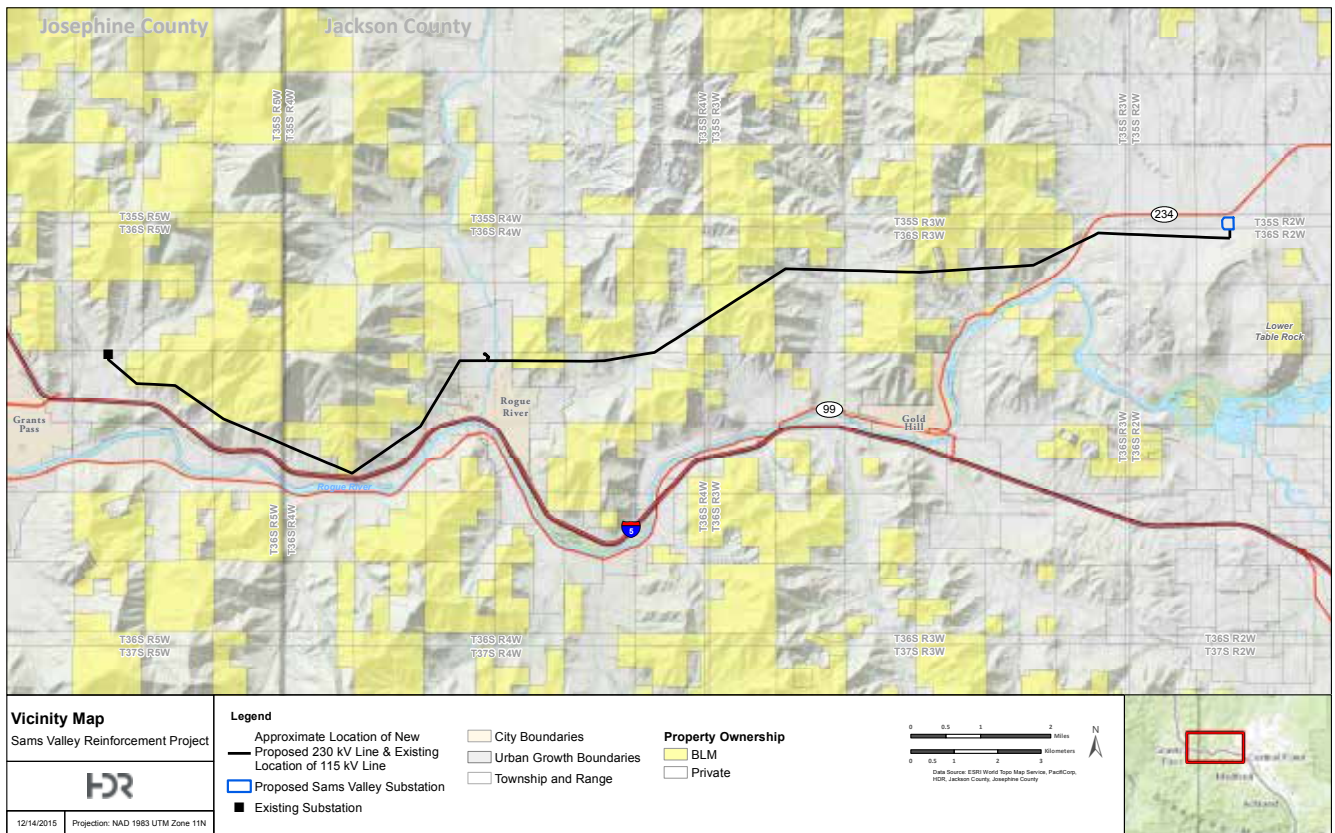 Josephine County
Jackson County
T35S R5W
T35S R4W
T35S R4W
T35S R3W
T35S R3W
T35S R2W
T35S R5W
T36S R5W
T35S R4W
T36S R4W
T35S R3W
T36S R3W
234
T35S R2W
T36S R2W
Lower
Table Rock
Grants
Pass
Rogue
River
99
Gold
Hill
T36S R3W
T36S R2W
Rogue River
5
T36S R5W
T36S R4W
T36S R4W
T36S R3W
T36S R5W
T37S R5W
T36S R4W
T37S R4W
T36S R3W
T37S R3W
T36S R2W
T37S R2W
Vicinity Map
Sams Valley Reinforcement Project
HDR
12/14/2015
Projection: NAD 1983 UTM Zone 11N
Legend
Approximate Location of New
Proposed 230 kV Line & Existing
Location of 115 kV Line
Proposed Sams Valley Substation
Existing Substation
City Boundaries
Urban Growth Boundaries
Township and Range
Property Ownership
BLM
Private
0 0.5 1 2
Miles
Kilometers
0 0.5 1 2 3
N
Data Source: ESRI World Topo Map Service, PacifiCorp,
HDR, Jackson County, Josephine County
Grants
Pass
Central Point
Medford
Ashland